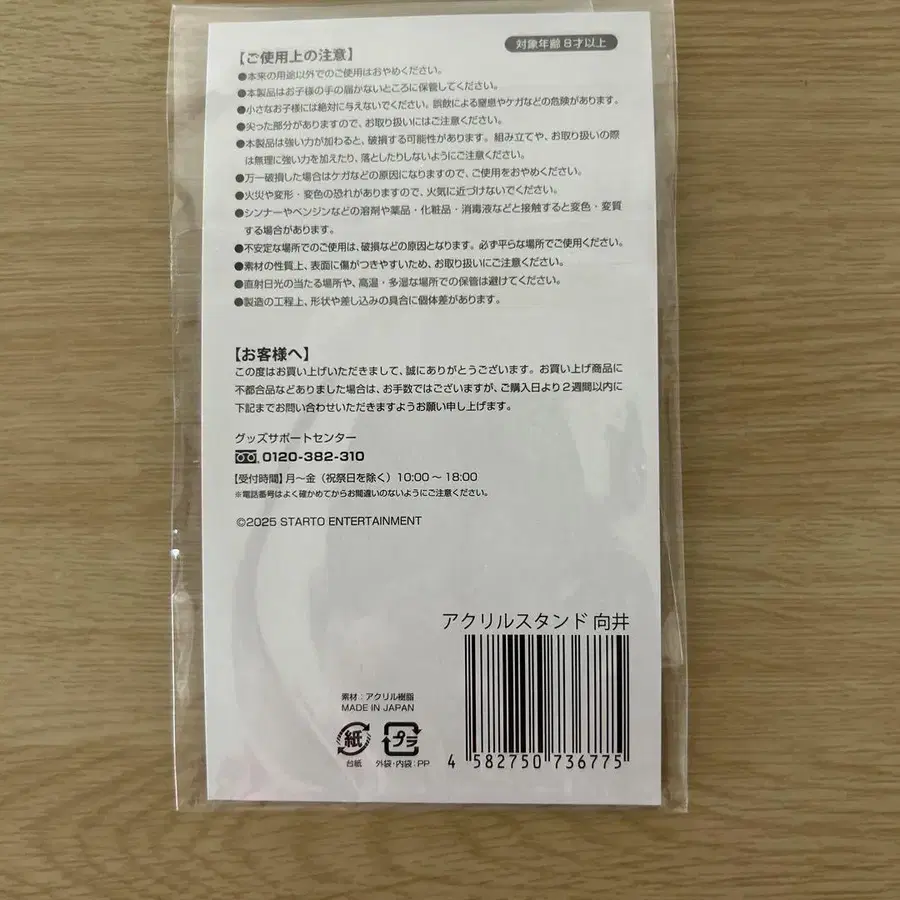 【ご使用上の注意】
対象年齢8才以上
●本来の用途以外でのご使用はおやめください。
●本製品はお子様の手の届かないところに保管してください。
●小さなお子様には絶対に与えないでください。誤飲による窒息やケガなどの危険があります。
●尖った部分がありますので、お取り扱いにはご注意ください。
●本製品は強い力が加わると、破損する可能性があります。組み立てや、お取り扱いの際
は無理に強い力を加えたり、落としたりしないようにご注意ください。
●万一破損した場合はケガなどの原因になりますので、ご使用をおやめください。
●火災や変形・変色の恐れがありますので、火気に近づけないでください。
●シンナーやベンジンなどの溶剤や薬品・化粧品・消毒液などと接触すると変色・変質
する場合があります。
●不安定な場所でのご使用は、破損などの原因となります。必ず平らな場所でご使用ください。
●素材の性質上、表面に傷がつきやすいため、お取り扱いにご注意ください。
●直射日光の当たる場所や、高温・多湿な場所での保管は避けてください。
●製造の工程上、形状や差し込みの具合に個体差があります。
【お客様へ】
この度はお買い上げいただきまして、誠にありがとうございます。お買い上げ商品に
不都合品などありました場合は、お手数ではございますが、ご購入日より2週間以内に
下記までお問い合わせいただきますようお願い申し上げます。
グッズサポートセンター
0120-382-310
【受付時間】月〜金（祝祭日を除く）10:00〜18:00
※電話番号はよく確かめてからお間違いのないようにご注意ください。
©2025 STARTO ENTERTAINMENT
アクリルスタンド 向井
素材：アクリル樹脂
MADE IN JAPAN
紙 プラ
台紙 外袋・内袋：PP
4 582750 736775